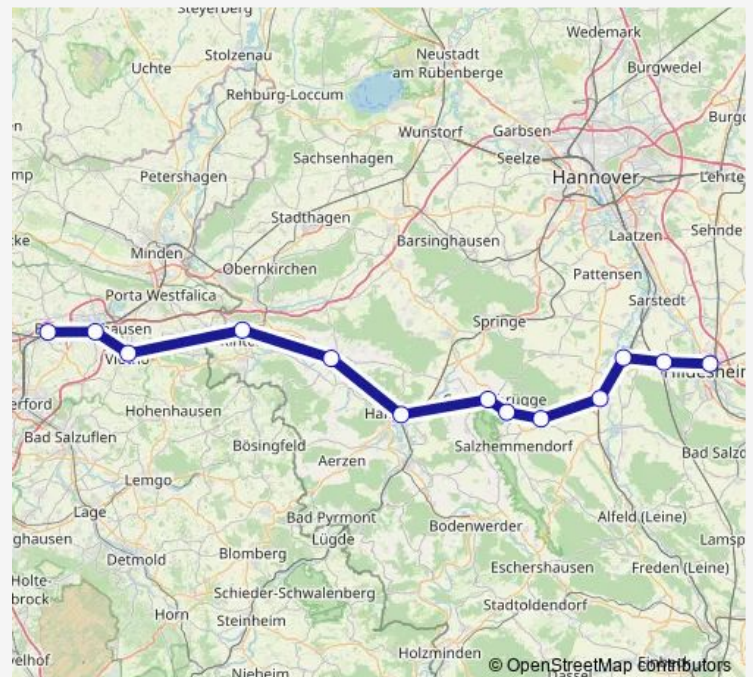 Steyerberg
Stolzenau
Wedemark
Neustadt
am Rübenberge
Uchte
Burgwedel
Rehburg-Loccum
Wunstorf
Garbsen
Sachsenhagen
Seelze
Petershagen
Hannover
Lehrte
Stadthagen
Laatzen
Sehnde
Barsinghausen
Minden
Obernkirchen
Pattensen
Porta Westfalica
Sarstedt
Springe
Hohenhausen
Bad Salzuflen
Bösingfeld
Salzhemmendorf
Aerzen
Lemgo
Lage
Bad Pyrmont
Lügde
Bodenwerder
Alfeld (Leine)
Detmold
Blomberg
Eschershausen
Freden (Leine)
Schieder-Schwalenberg
Stadtoldendorf
Horn
Steinheim
Holzminden
Nieheim
© OpenStreetMap contributors